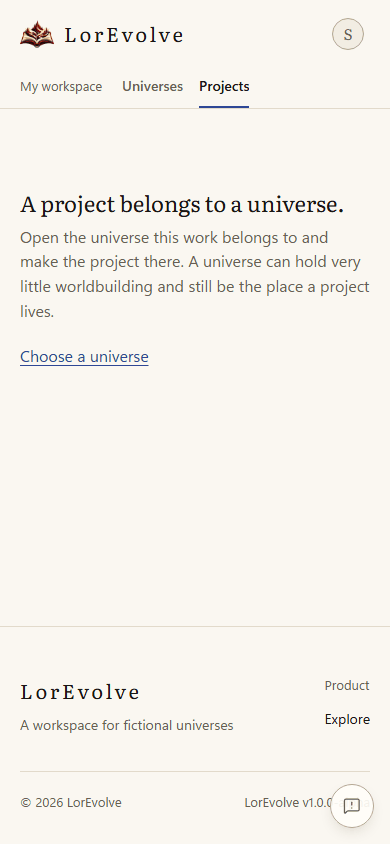 LorEvolve
S
My workspace Universes Projects
A project belongs to a universe.
Open the universe this work belongs to and
make the project there. A universe can hold very
little worldbuilding and still be the place a project
lives.
Choose a universe
LorEvolve
A workspace for fictional universes
Product
Explore
© 2026 LorEvolve
LorEvolve v1.0.0